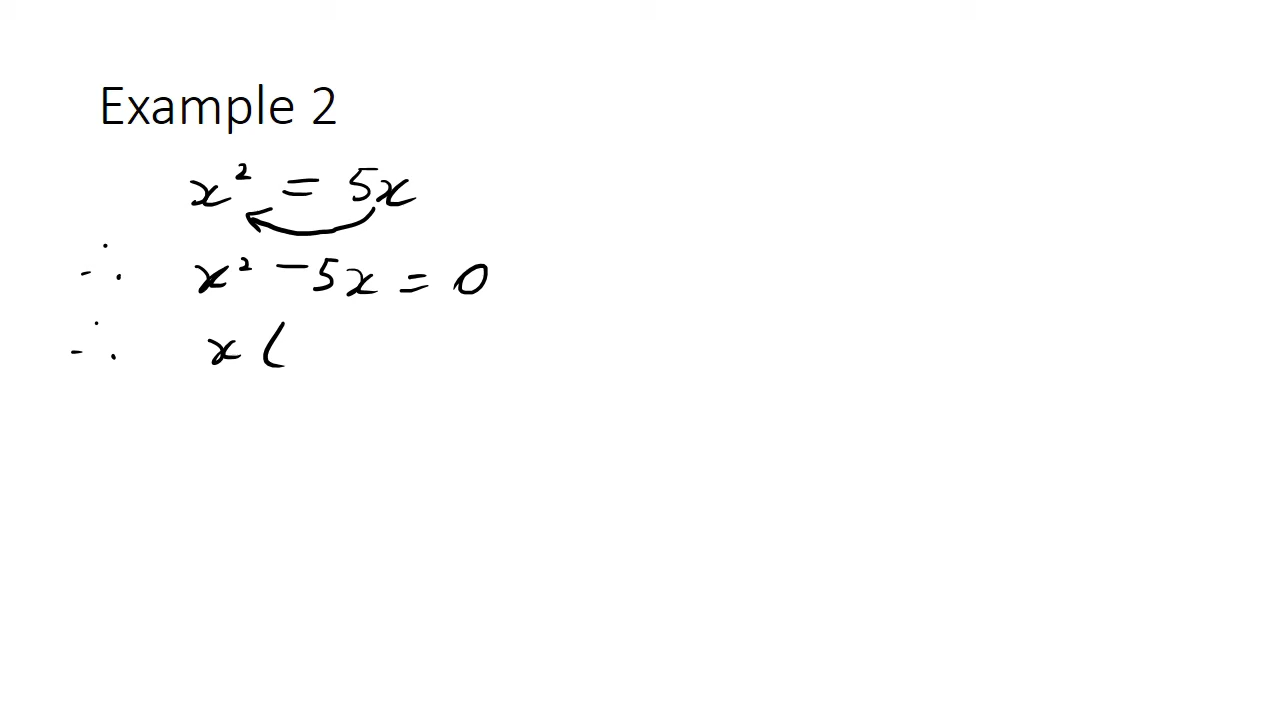 Example 2
x² = 5x
∴ x² - 5x = 0
∴ x (